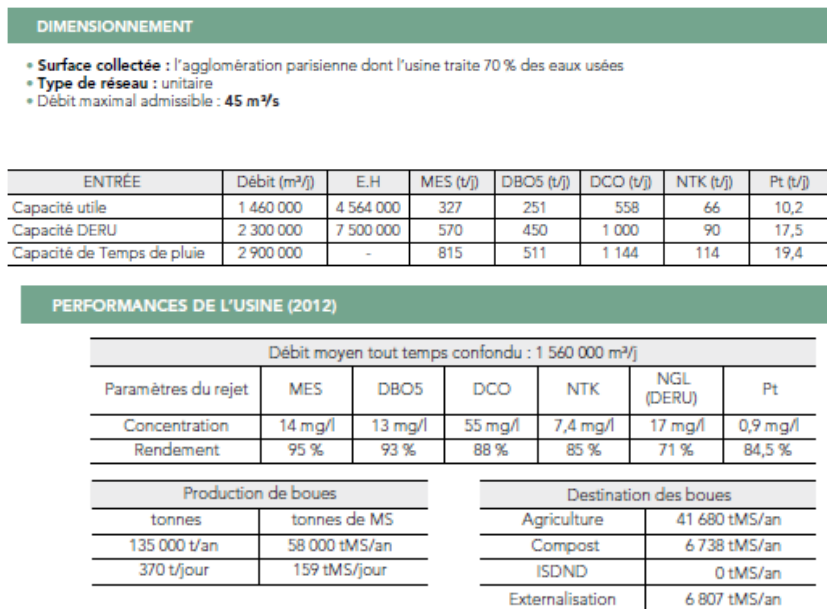 DIMENSIONNEMENT
• Surface collectée : l'agglomération parisienne dont l'usine traite 70 % des eaux usées
• Type de réseau : unitaire
• Débit maximal admissible : 45 m³/s
ENTRÉE Débit (m³/j) E.H MES (t/j) DBO5 (t/j) DCO (t/j) NTK (t/j) Pt (t/j)
Capacité utile 1 460 000 4 564 000 327 251 558 66 10,2
Capacité DERU 2 300 000 7 500 000 570 450 1 000 90 17,5
Capacité de Temps de pluie 2 900 000 - 815 511 1 144 114 19,4
PERFORMANCES DE L'USINE (2012)
Débit moyen tout temps confondu : 1 560 000 m³/j
Paramètres du rejet MES DBO5 DCO NTK NGL (DERU) Pt
Concentration 14 mg/l 13 mg/l 55 mg/l 7,4 mg/l 17 mg/l 0,9 mg/l
Rendement 95 % 93 % 88 % 85 % 71 % 84,5 %
Production de boues
tonnes tonnes de MS
135 000 t/an 58 000 tMS/an
370 t/jour 159 tMS/jour
Destination des boues
Agriculture 41 680 tMS/an
Compost 6 738 tMS/an
ISDND 0 tMS/an
Externalisation 6 807 tMS/an